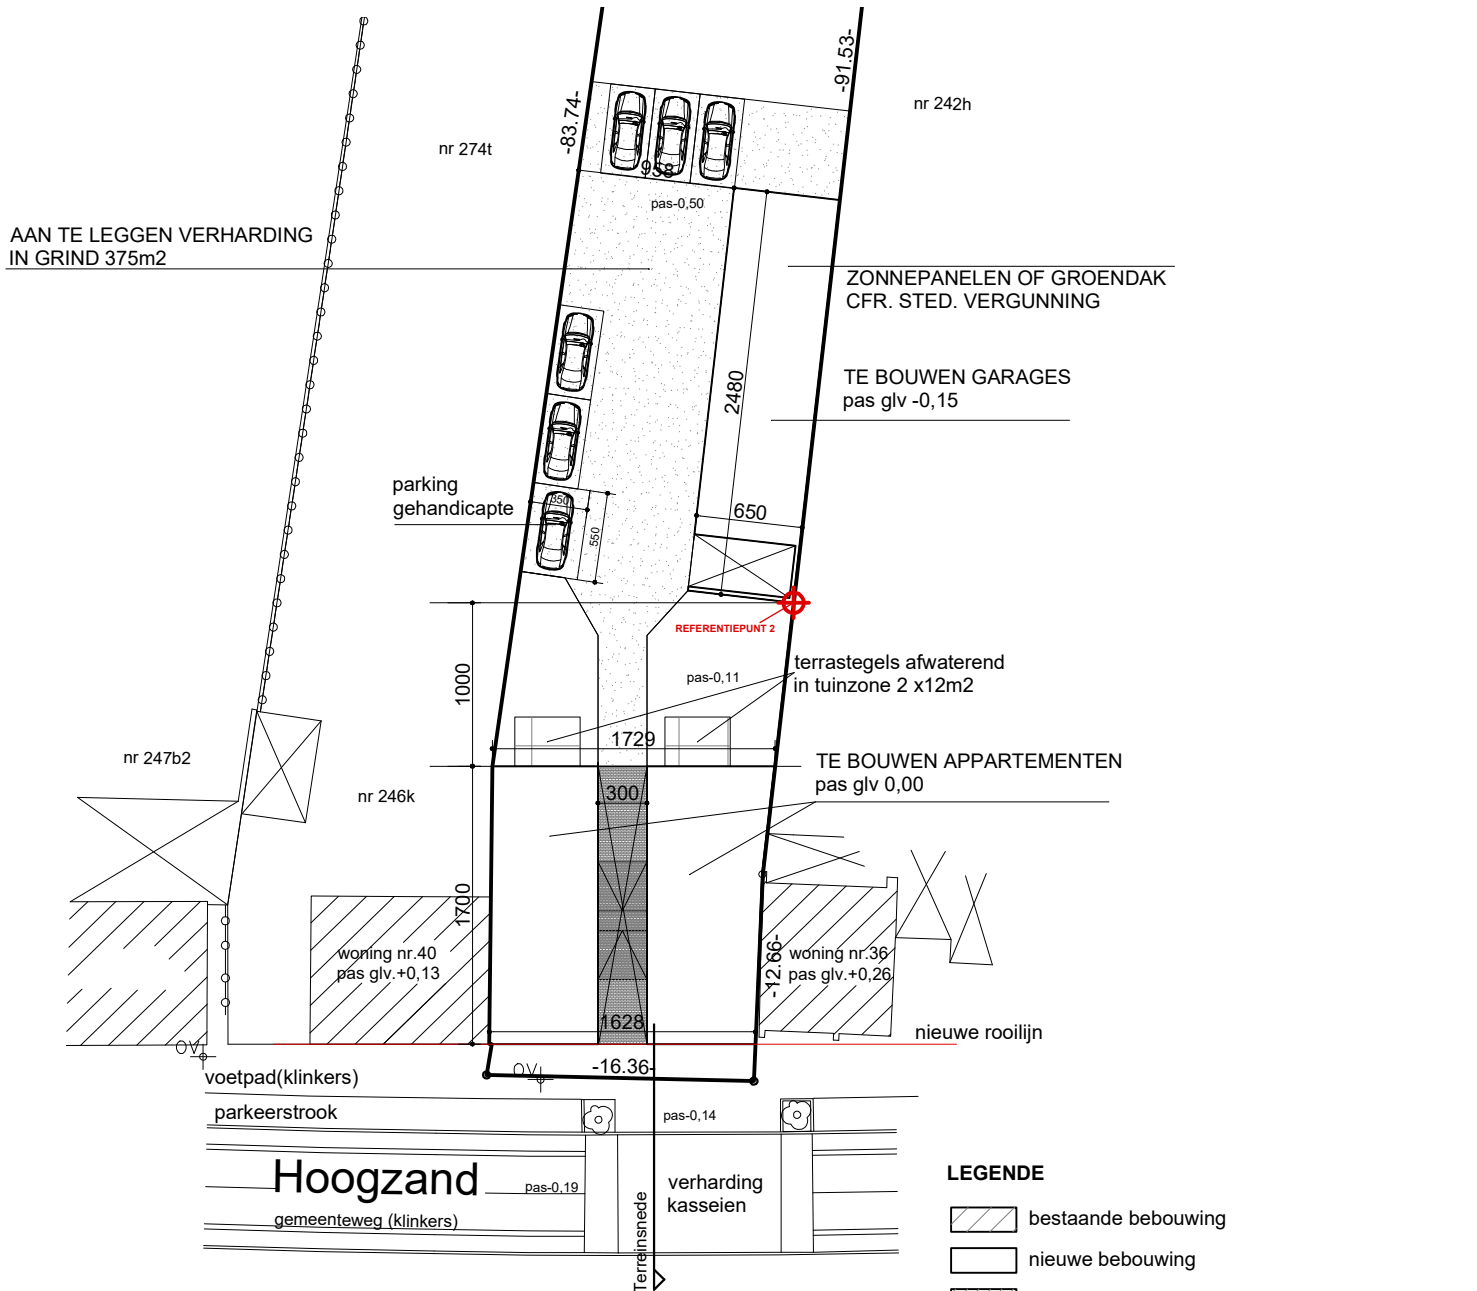 -91.53-
-83.74-
nr 242h
nr 274t
958
pas-0,50
AAN TE LEGGEN VERHARDING
IN GRIND 375m2
ZONNEPANELEN OF GROENDAK
CFR. STED. VERGUNNING
2480
TE BOUWEN GARAGES
pas glv -0,15
parking
gehandicapte
350
550
650
REFERENTIEPUNT 2
1000
pas-0,11
terrastegels afwaterend
in tuinzone 2 x12m2
1729
nr 247b2
TE BOUWEN APPARTEMENTEN
pas glv 0,00
nr 246k
300
1700
woning nr.40
pas glv.+0,13
-12.66-
woning nr.36
pas glv.+0,26
1628
nieuwe rooilijn
OV
OV
-16.36-
voetpad(klinkers)
parkeerstrook
pas-0,14
Hoogzand
pas-0,19
gemeenteweg (klinkers)
verharding
kasseien
Terreinsnede
LEGENDE
bestaande bebouwing
nieuwe bebouwing